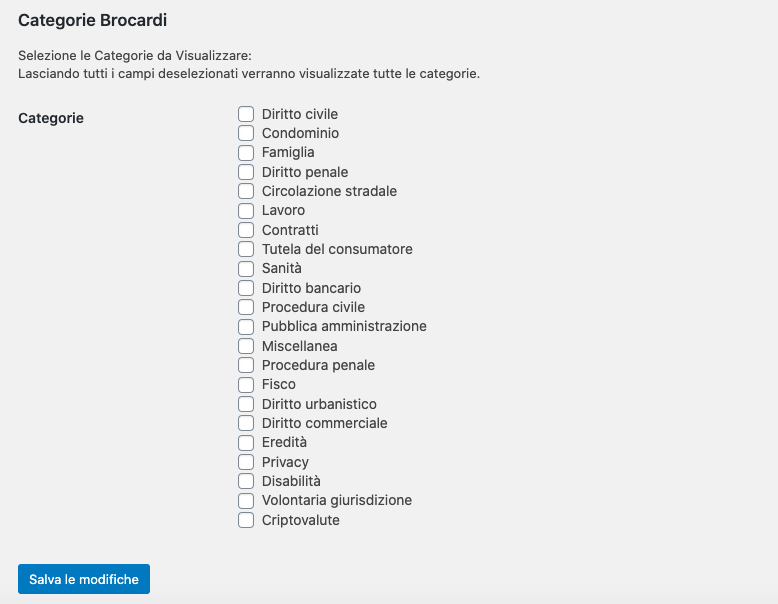 Categorie Brocardi
Selezione le Categorie da Visualizzare:
Lasciando tutti i campi deselezionati verranno visualizzate tutte le categorie.
Categorie
Diritto civile
Condominio
Famiglia
Diritto penale
Circolazione stradale
Lavoro
Contratti
Tutela del consumatore
Sanità
Diritto bancario
Procedura civile
Pubblica amministrazione
Miscellanea
Procedura penale
Fisco
Diritto urbanistico
Diritto commerciale
Eredità
Privacy
Disabilità
Volontaria giurisdizione
Criptovalute
Salva le modifiche